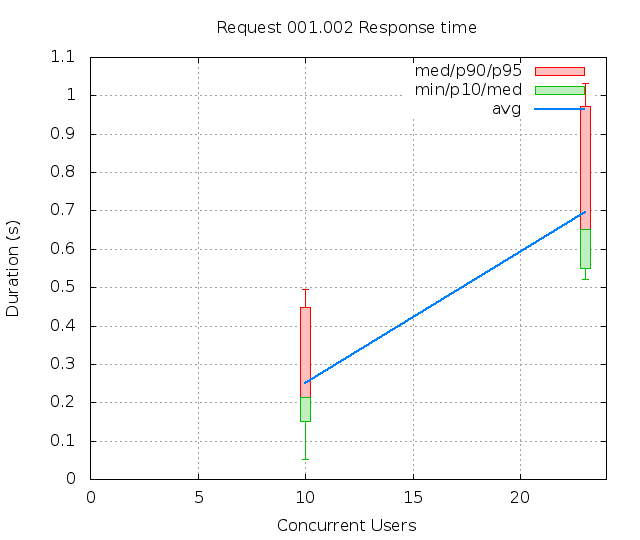 Request 001.002 Response time
med/p90/p95
min/p10/med
avg
Duration (s)
1.1
1
0.9
0.8
0.7
0.6
0.5
0.4
0.3
0.2
0.1
0
0 5 10 15 20
Concurrent Users